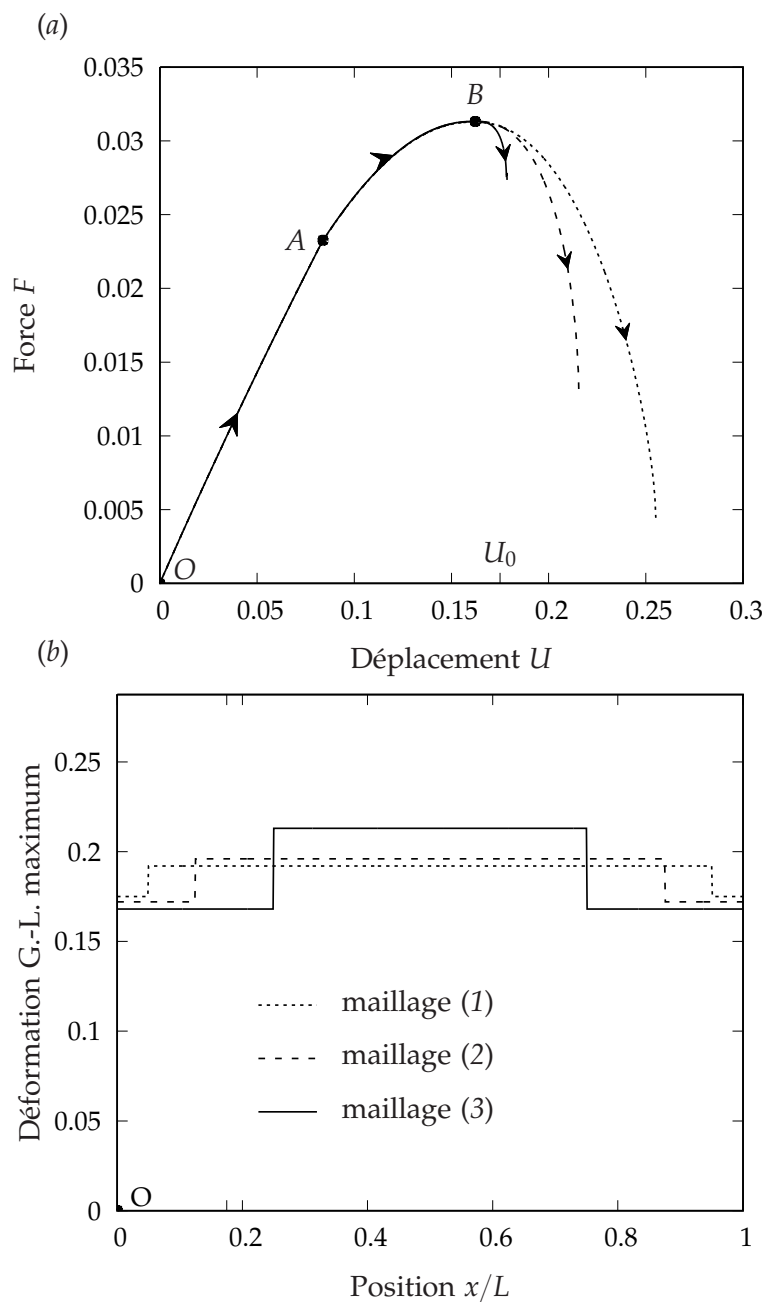 (a)
0.035
B
0.03
0.025
A
0.02
Force F
0.015
0.01
0.005
U0
0
O
0
0.05
0.1
0.15
0.2
0.25
0.3
Déplacement U
(b)
0.25
0.2
0.15
Déformation G.-L. maximum
maillage (1)
0.1
maillage (2)
0.05
maillage (3)
O
0
0
0.2
0.4
0.6
0.8
1
Position x/L